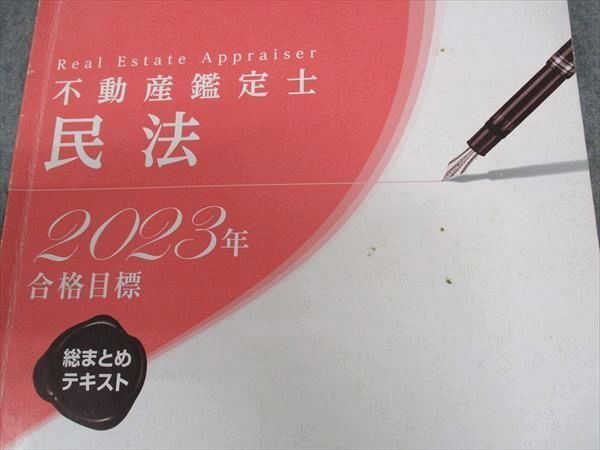 Real Estate Appraiser
不動産鑑定士
民法
2023年
合格目標
総まとめ
テキスト